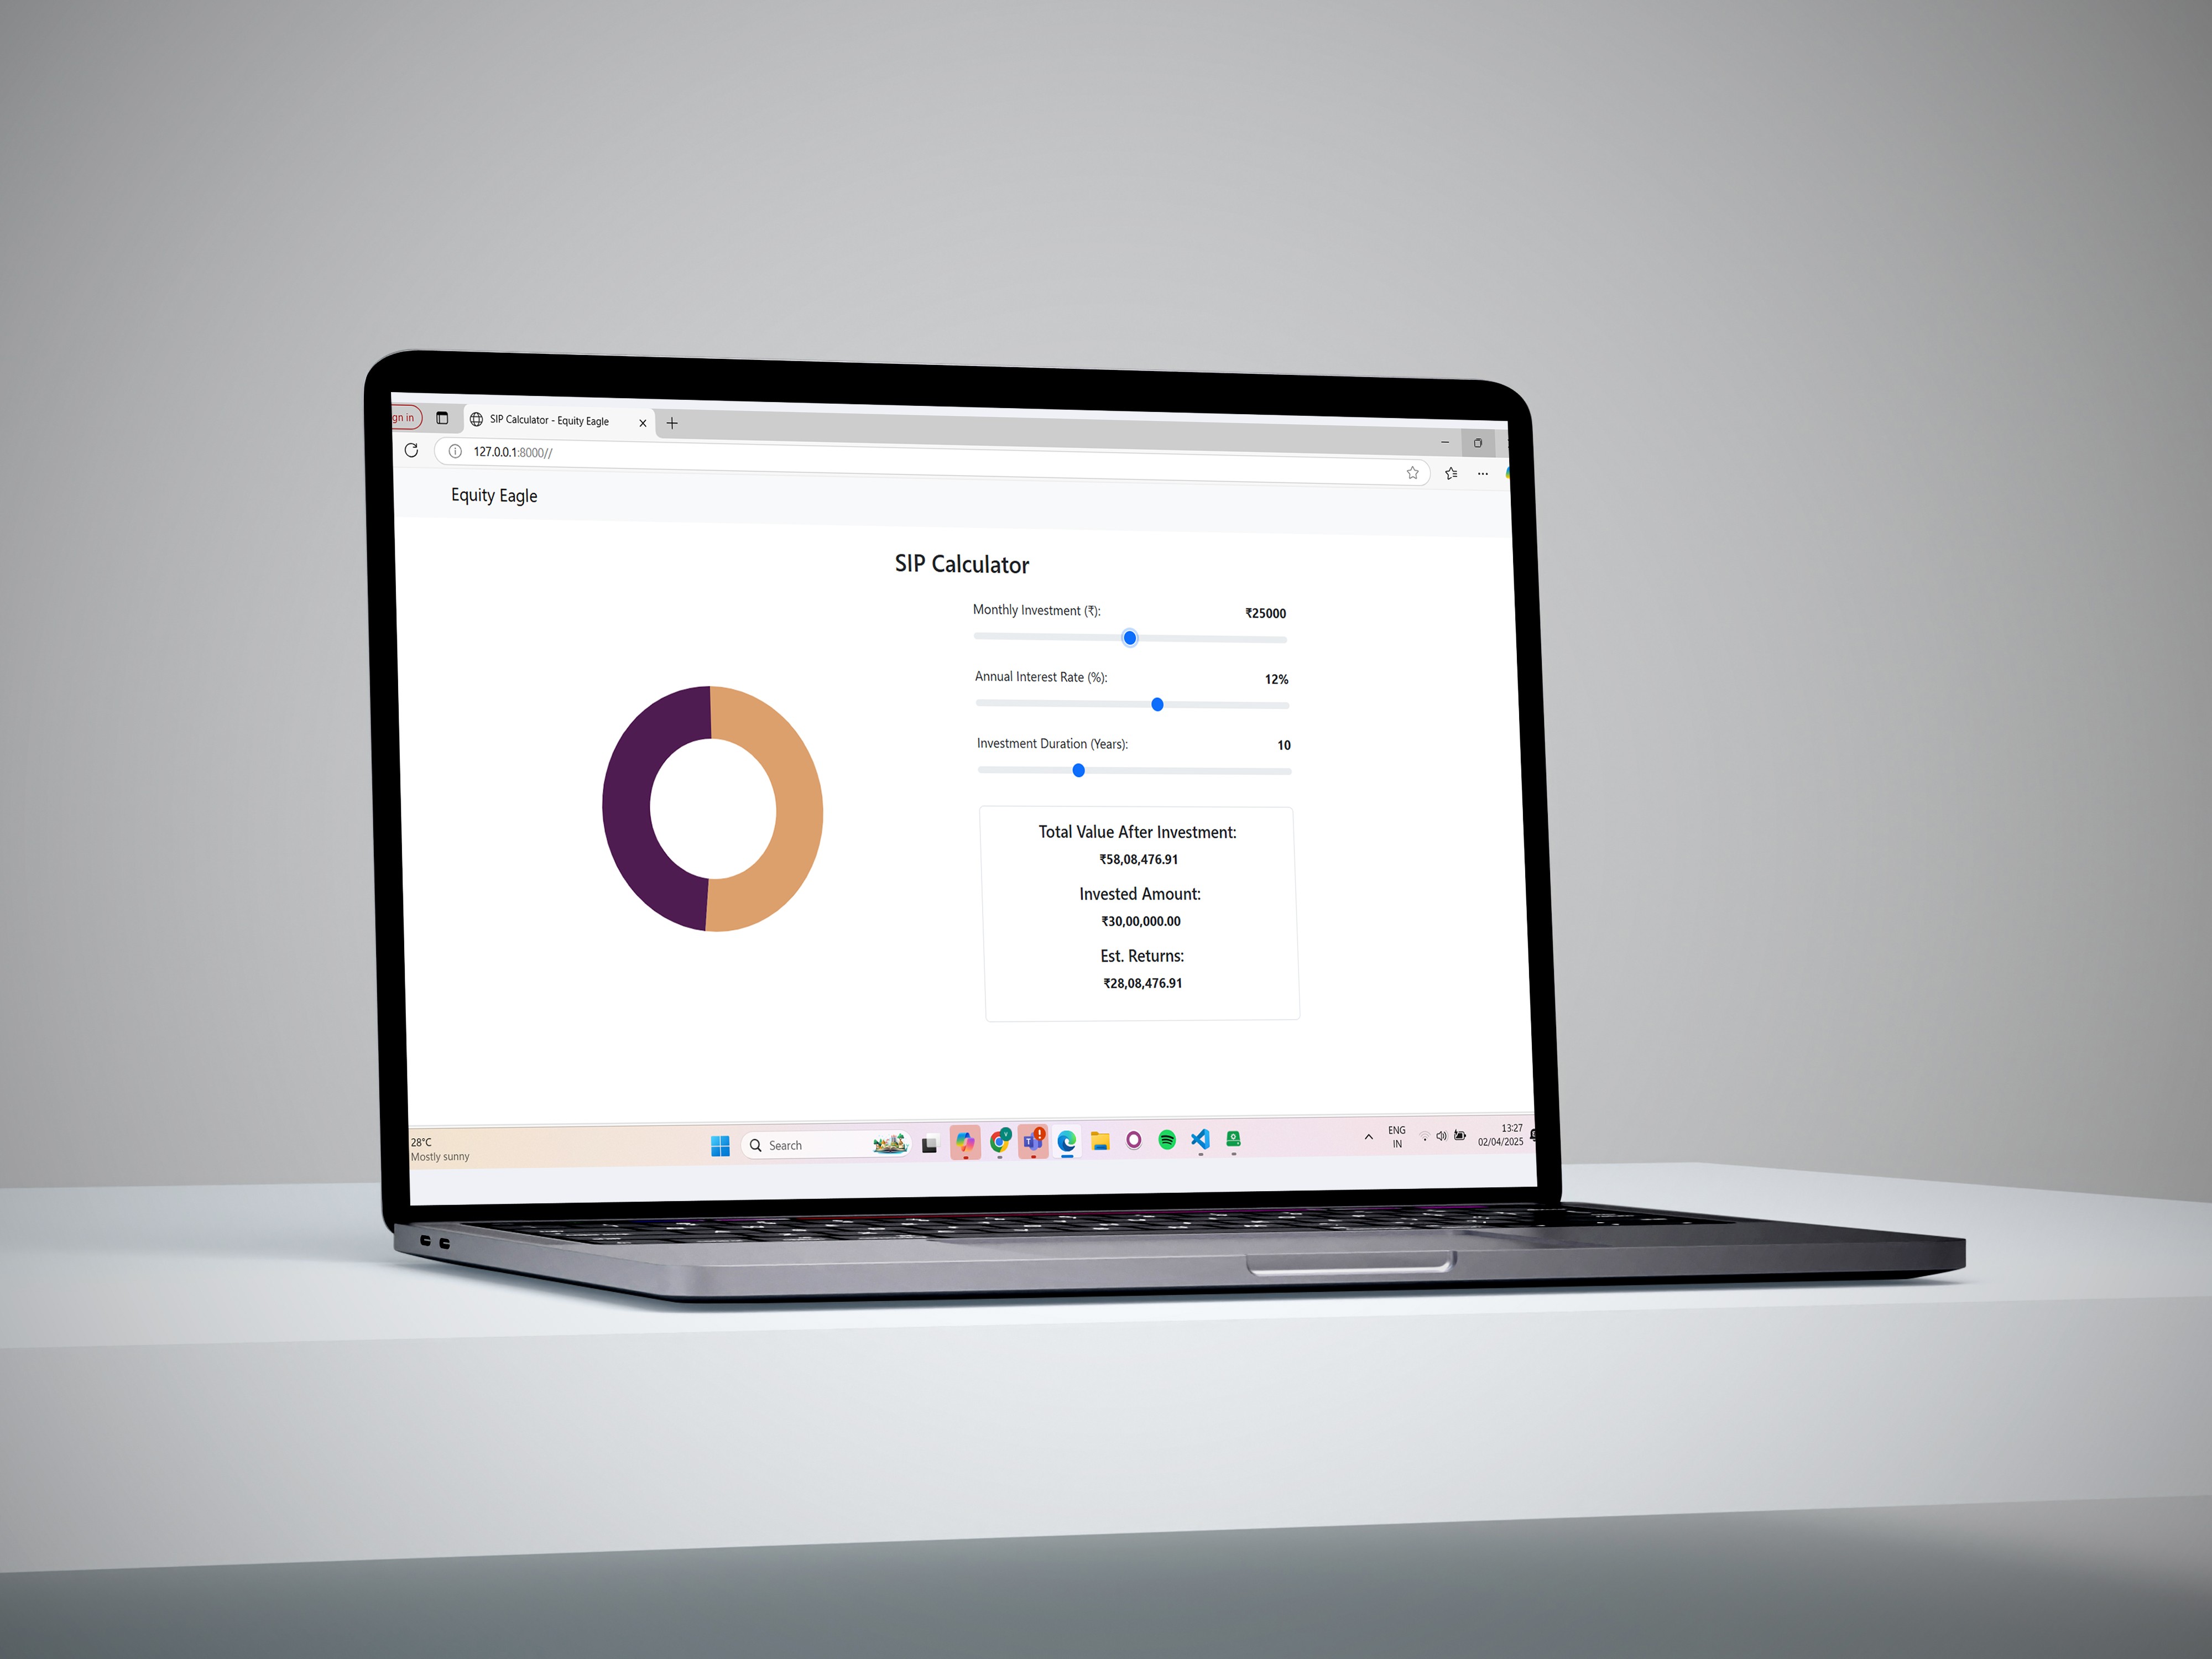 gn in
SIP Calculator - Equity Eagle
127.0.0.1:8000//
Equity Eagle
SIP Calculator
Monthly Investment (₹):
₹25000
Annual Interest Rate (%):
12%
Investment Duration (Years):
10
Total Value After Investment:
₹58,08,476.91
Invested Amount:
₹30,00,000.00
Est. Returns:
₹28,08,476.91
28°C
Mostly sunny
Search
ENG
IN
13:27
02/04/2025